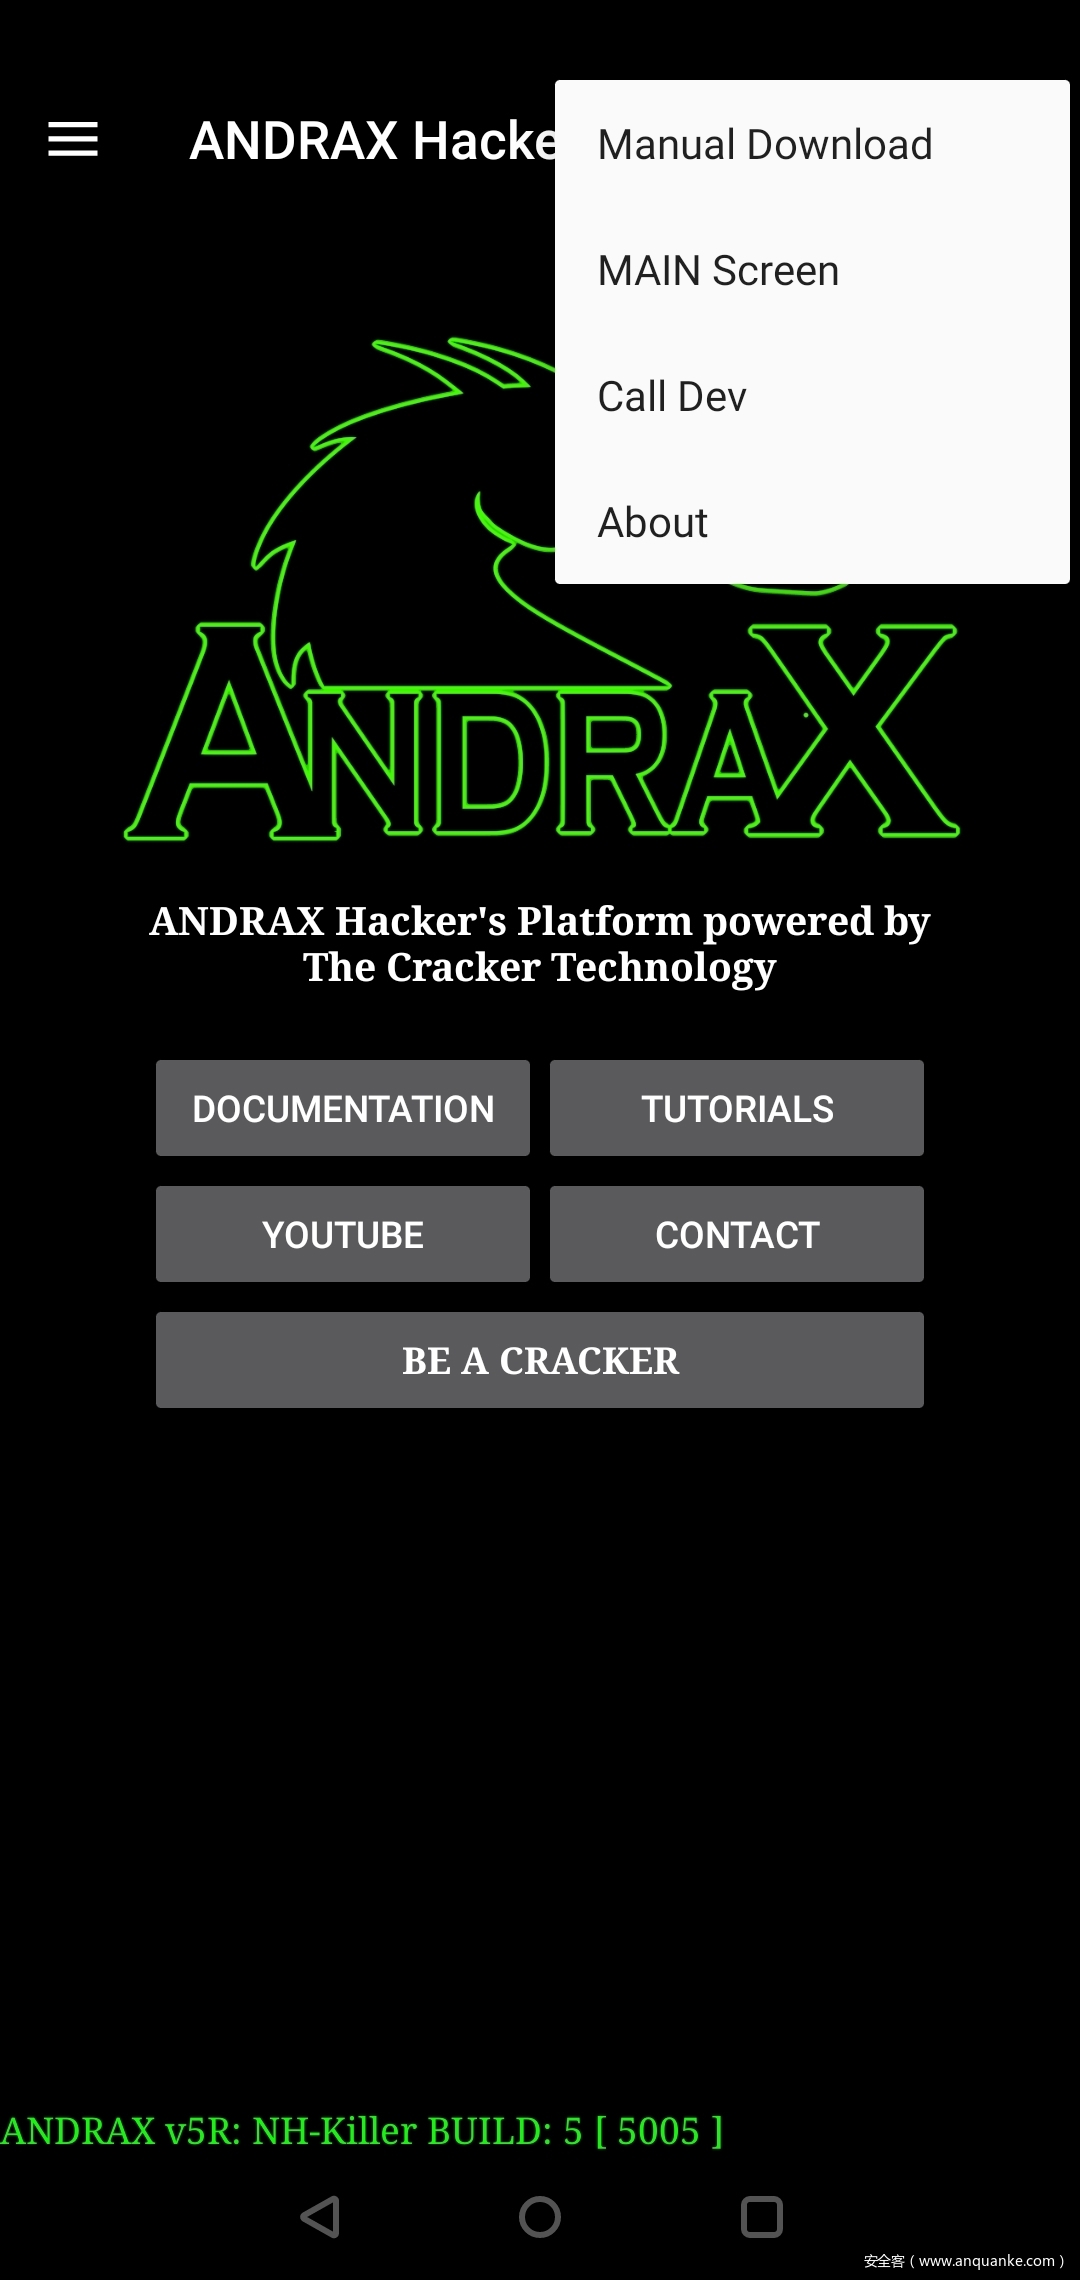 ANDRAX Hacke
Manual Download
MAIN Screen
Call Dev
About
ANDRAX
ANDRAX Hacker's Platform powered by
The Cracker Technology
DOCUMENTATION
TUTORIALS
YOUTUBE
CONTACT
BE A CRACKER
ANDRAX v5R: NH-Killer BUILD: 5 [ 5005 ]
安全客（www.anquanke.com）